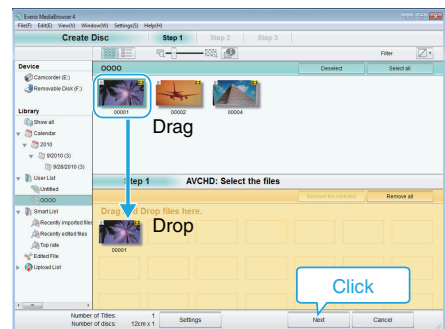 Everio MediaBrowser 4
File(F) Edit(E) View(V) Window(W) Settings(S) Help(H)
Create Disc Step 1 Step 2 Step 3
Filter
Device OOOO Deselect Select all
Camcorder (E:)
Removable Disk (F:)
00001 00002 00004
Library
Drag
Show all
Calendar
2010
9/2010 (3)
9/28/2010 (3)
User List
Step 1 AVCHD: Select the files
Untitled
OOOO
Remove the selected Remove all
Smart List
Drag and Drop files here.
Recently imported files
Drop
Recently edited files
Top rate
00001
Edited File
Upload List
Click
Number of Titles: 1
Number of discs: 12cm x 1
Settings Next Cancel